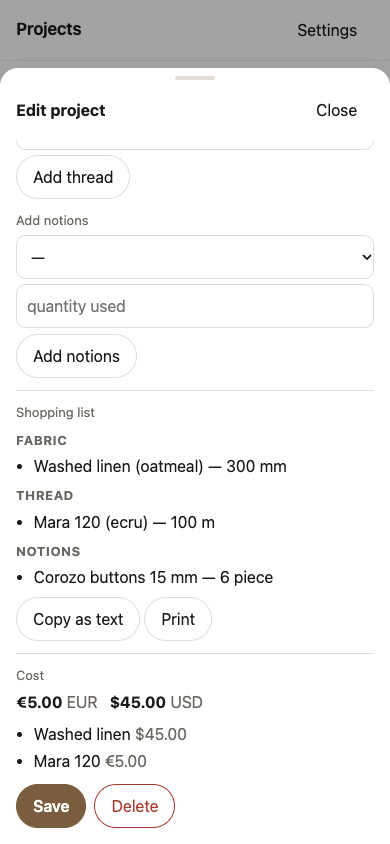 Projects
Settings
Edit project
Close
Add thread
Add notions
—
quantity used
Add notions
Shopping list
FABRIC
• Washed linen (oatmeal) — 300 mm
THREAD
• Mara 120 (ecru) — 100 m
NOTIONS
• Corozo buttons 15 mm — 6 piece
Copy as text
Print
Cost
€5.00 EUR $45.00 USD
• Washed linen $45.00
• Mara 120 €5.00
Save
Delete